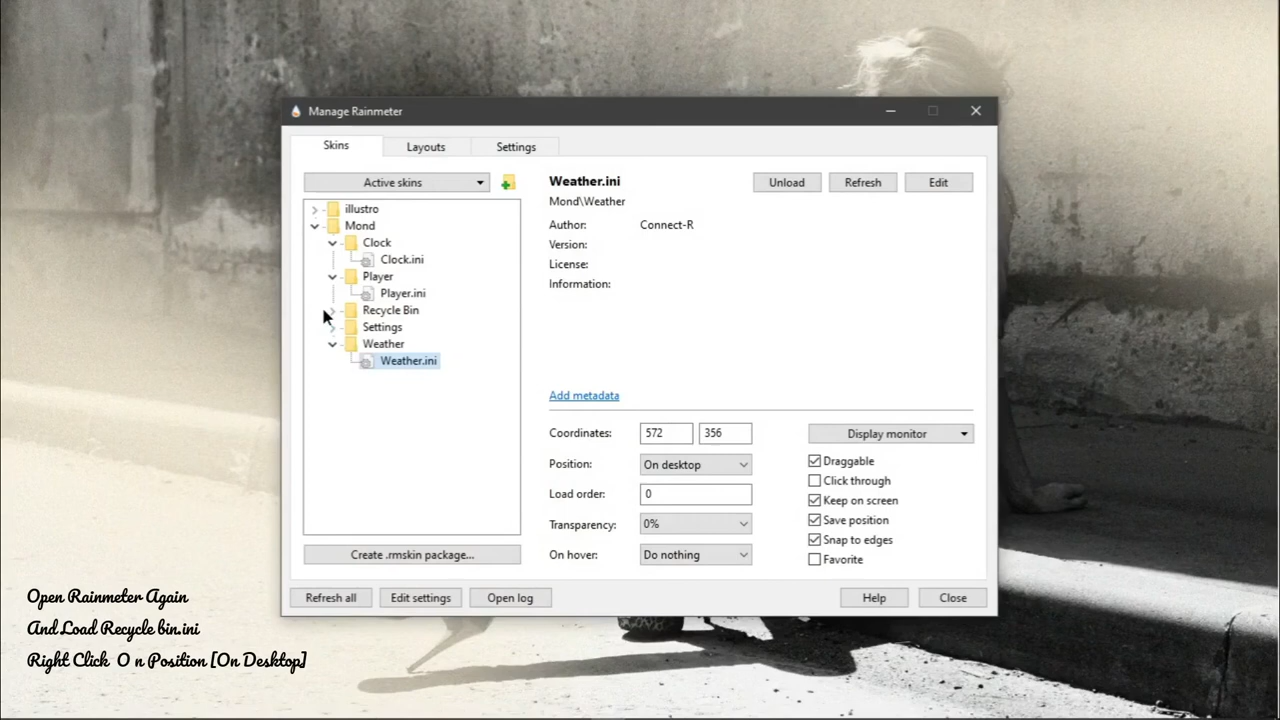 Manage Rainmeter
Skins
Layouts
Settings
Active skins
illustro
Mond
Clock
Clock.ini
Player
Player.ini
Recycle Bin
Settings
Weather
Weather.ini
Create .rmskin package...
Weather.ini
Unload
Refresh
Edit
Mond\Weather
Author: Connect-R
Version:
License:
Information:
Add metadata
Coordinates: 572 356
Position: On desktop
Load order: 0
Transparency: 0%
On hover: Do nothing
Display monitor
Draggable
Click through
Keep on screen
Save position
Snap to edges
Favorite
Refresh all
Edit settings
Open log
Help
Close
Open Rainmeter Again
And Load Recycle bin.ini
Right Click O n Position [On Desktop]